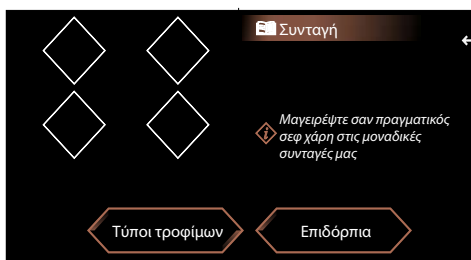 Συνταγή
Μαγειρέψτε σαν πραγματικός
σεφ χάρη στις μοναδικές
συνταγές μας
Τύποι τροφίμων
Επιδόρπια